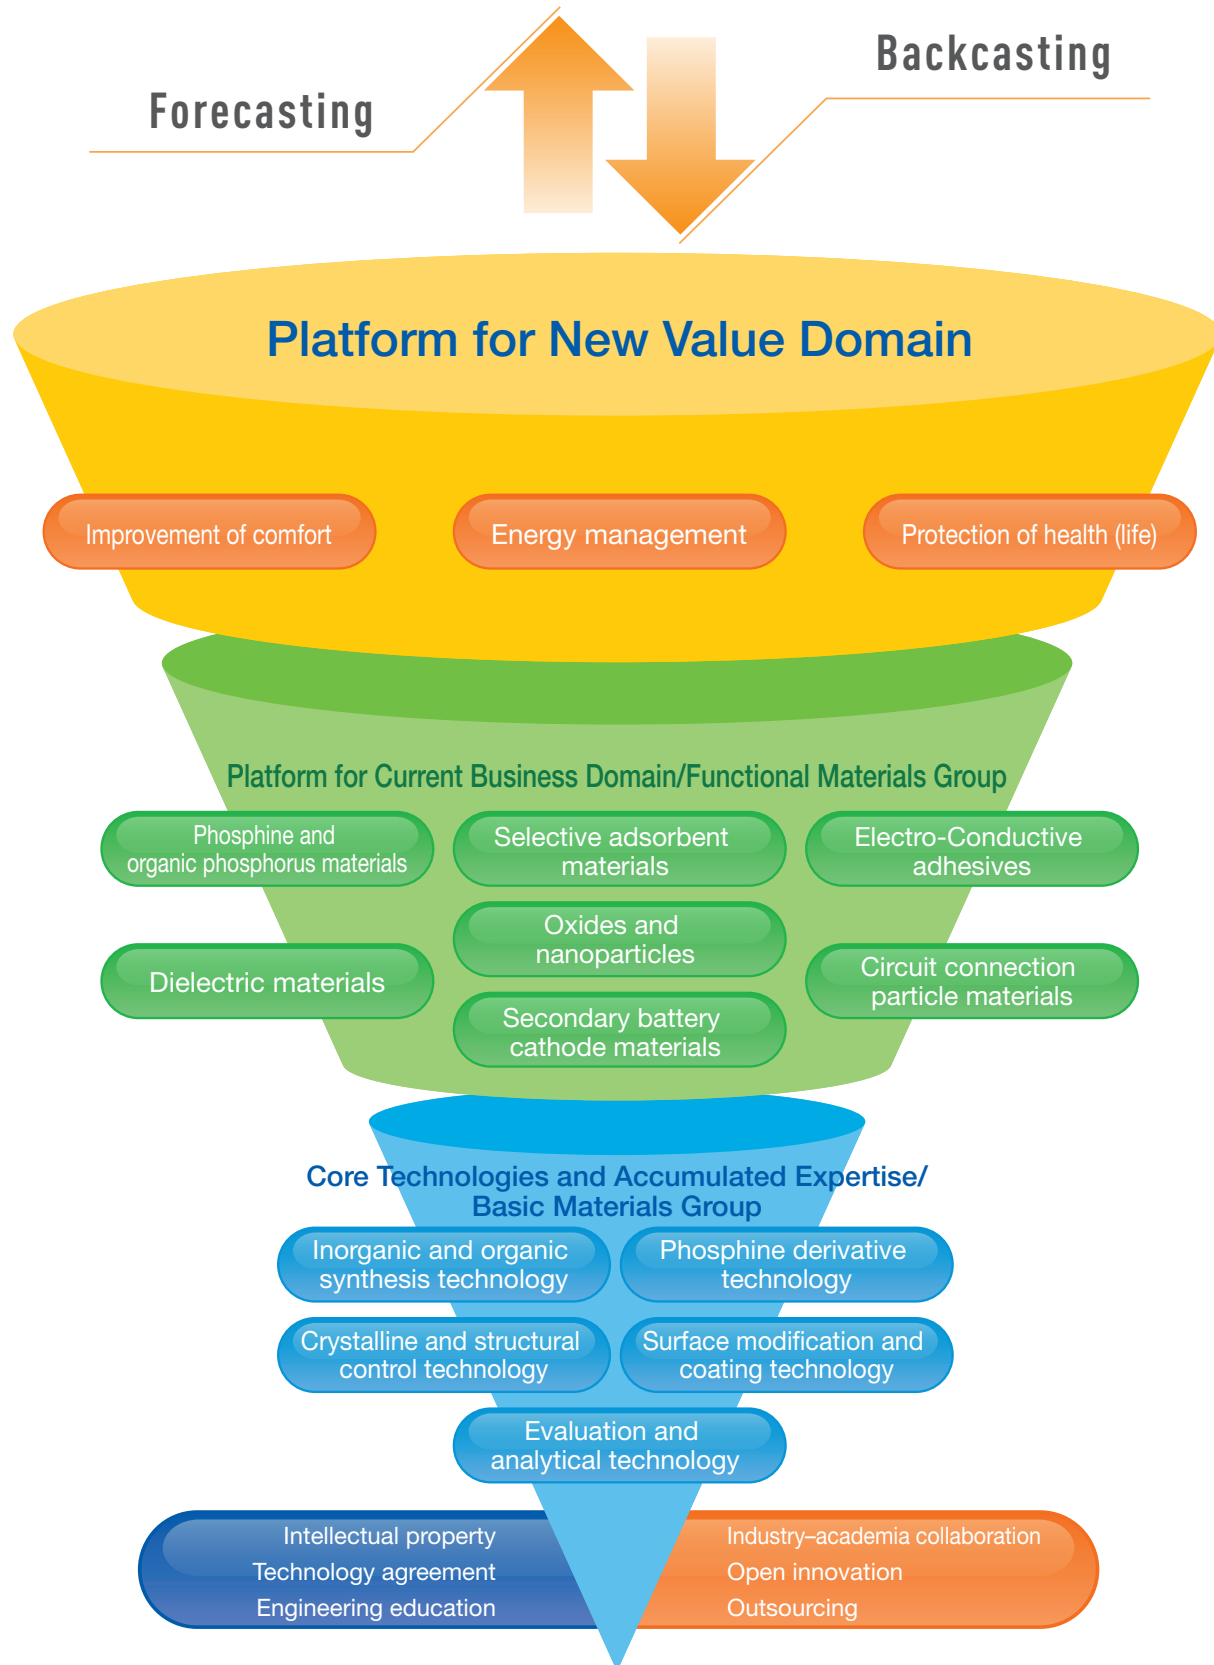 Forecasting
Backcasting
Platform for New Value Domain
Improvement of comfort
Energy management
Protection of health (life)
Platform for Current Business Domain/Functional Materials Group
Phosphine and
organic phosphorus materials
Selective adsorbent
materials
Electro-Conductive
adhesives
Oxides and
nanoparticles
Dielectric materials
Circuit connection
particle materials
Secondary battery
cathode materials
Core Technologies and Accumulated Expertise/
Basic Materials Group
Inorganic and organic
synthesis technology
Phosphine derivative
technology
Crystalline and structural
control technology
Surface modification and
coating technology
Evaluation and
analytical technology
Intellectual property
Technology agreement
Engineering education
Industry–academia collaboration
Open innovation
Outsourcing